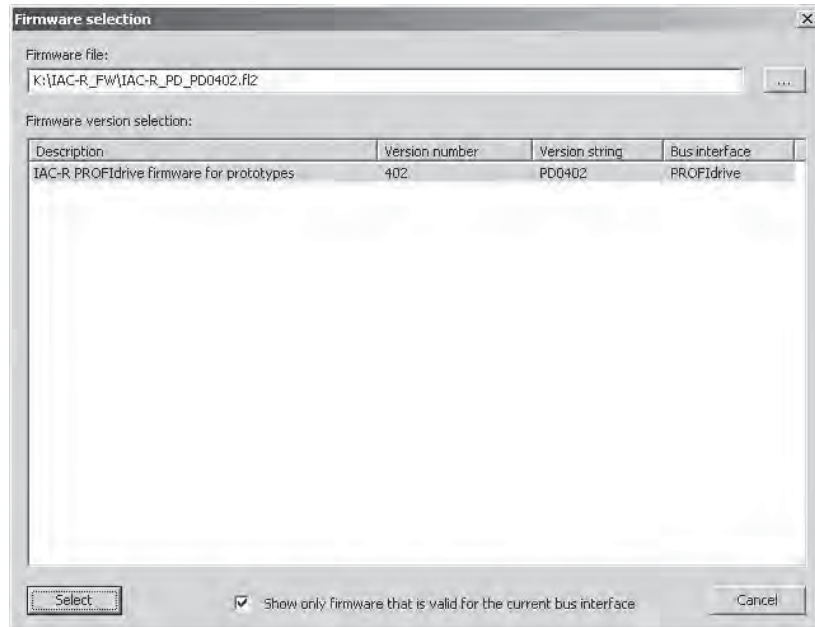 Firmware selection
Firmware file:
K:\IAC-R_FW\IAC-R_PD_PD0402.fl2
...
Firmware version selection:
Description Version number Version string Bus interface
IAC-R PROFIdrive firmware for prototypes 402 PD0402 PROFIdrive
Select Show only firmware that is valid for the current bus interface Cancel